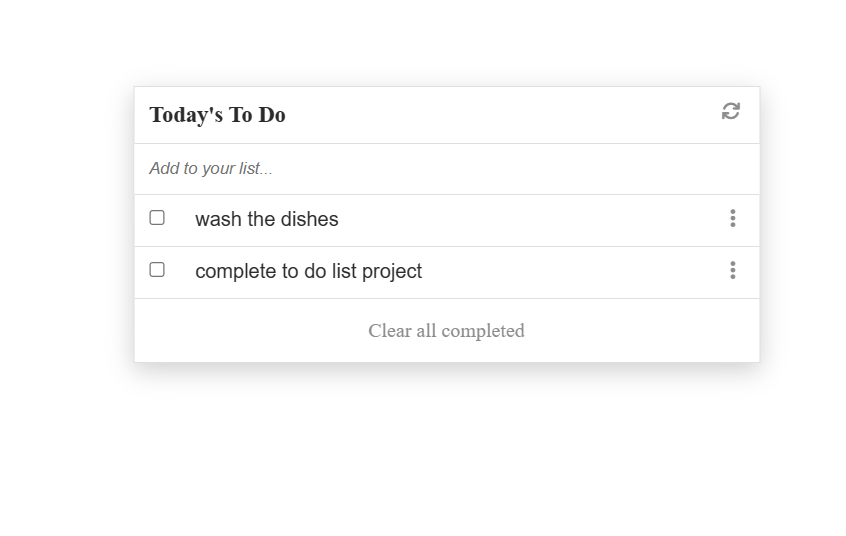 Today's To Do
Add to your list...
wash the dishes
complete to do list project
Clear all completed